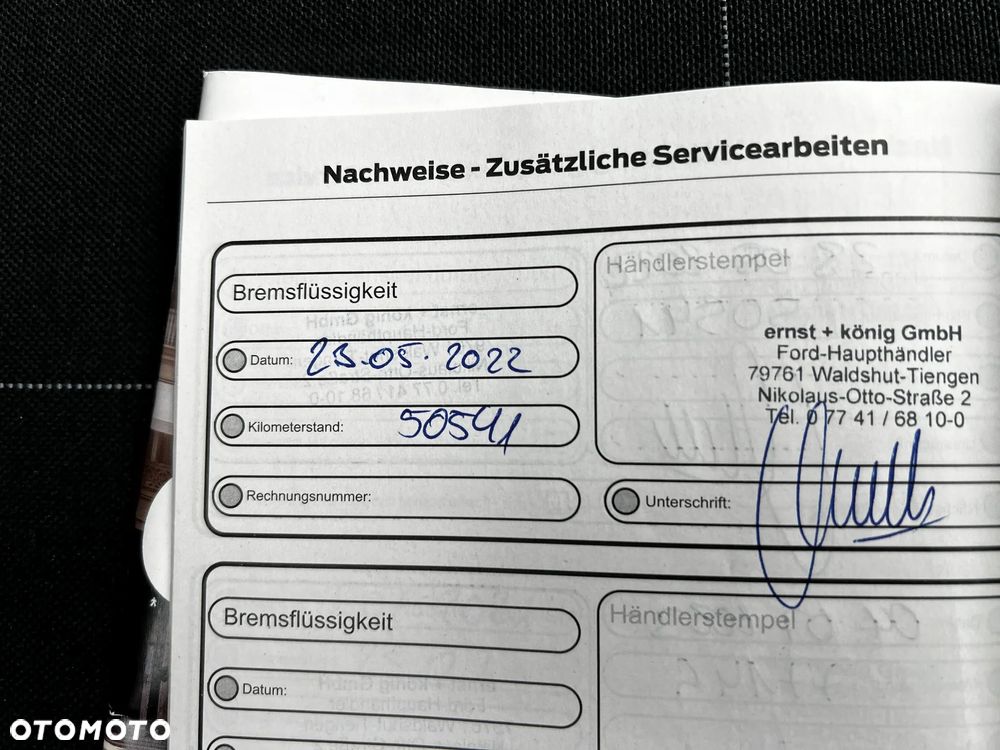 Nachweise - Zusätzliche Servicearbeiten
Bremsflüssigkeit
Händlerstempel
Datum: 23.05.2022
ernst + könig GmbH
Ford-Haupthändler
79761 Waldshut-Tiengen
Nikolaus-Otto-Straße 2
Tel. 0 77 41 / 68 10-0
Kilometerstand: 50541
Rechnungsnummer:
Unterschrift:
Bremsflüssigkeit
Händlerstempel
Datum:
OTOMOTO